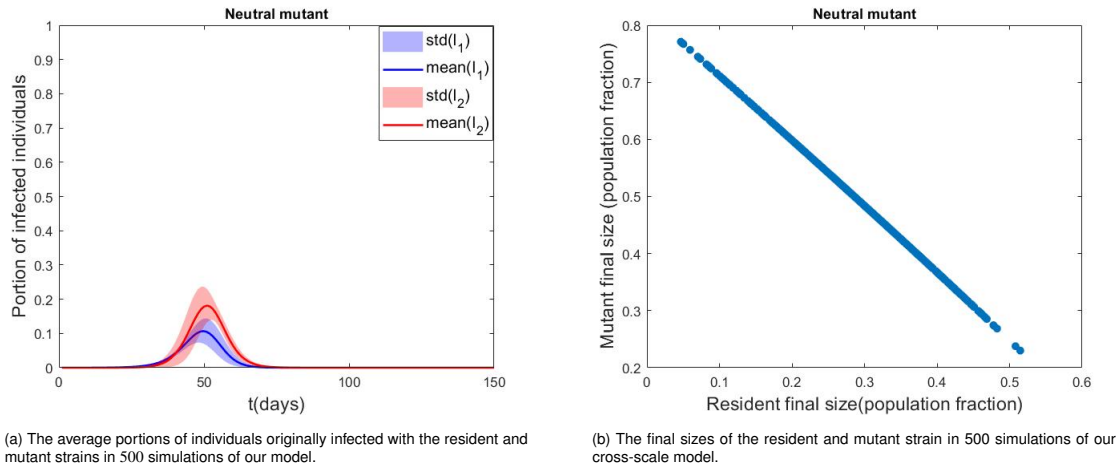 Neutral mutant
1
0.9
0.8
0.7
0.6
0.5
0.4
0.3
0.2
0.1
0
0
50
100
150
Portion of infected individuals
t(days)
std(I_1)
mean(I_1)
std(I_2)
mean(I_2)
(a) The average portions of individuals originally infected with the resident and
mutant strains in 500 simulations of our model.
Neutral mutant
0.8
0.7
0.6
0.5
0.4
0.3
0.2
0
0.1
0.2
0.3
0.4
0.5
0.6
Mutant final size (population fraction)
Resident final size(population fraction)
(b) The final sizes of the resident and mutant strain in 500 simulations of our
cross-scale model.